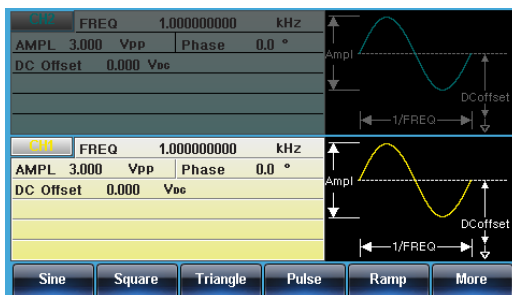 CH2 FREQ 1.000000000 kHz
AMPL 3.000 Vpp Phase 0.0 °
DC Offset 0.000 VDC
Ampl
DCoffset
1/FREQ
CH1 FREQ 1.000000000 kHz
AMPL 3.000 Vpp Phase 0.0 °
DC Offset 0.000 VDC
Ampl
DCoffset
1/FREQ
Sine Square Triangle Pulse Ramp More